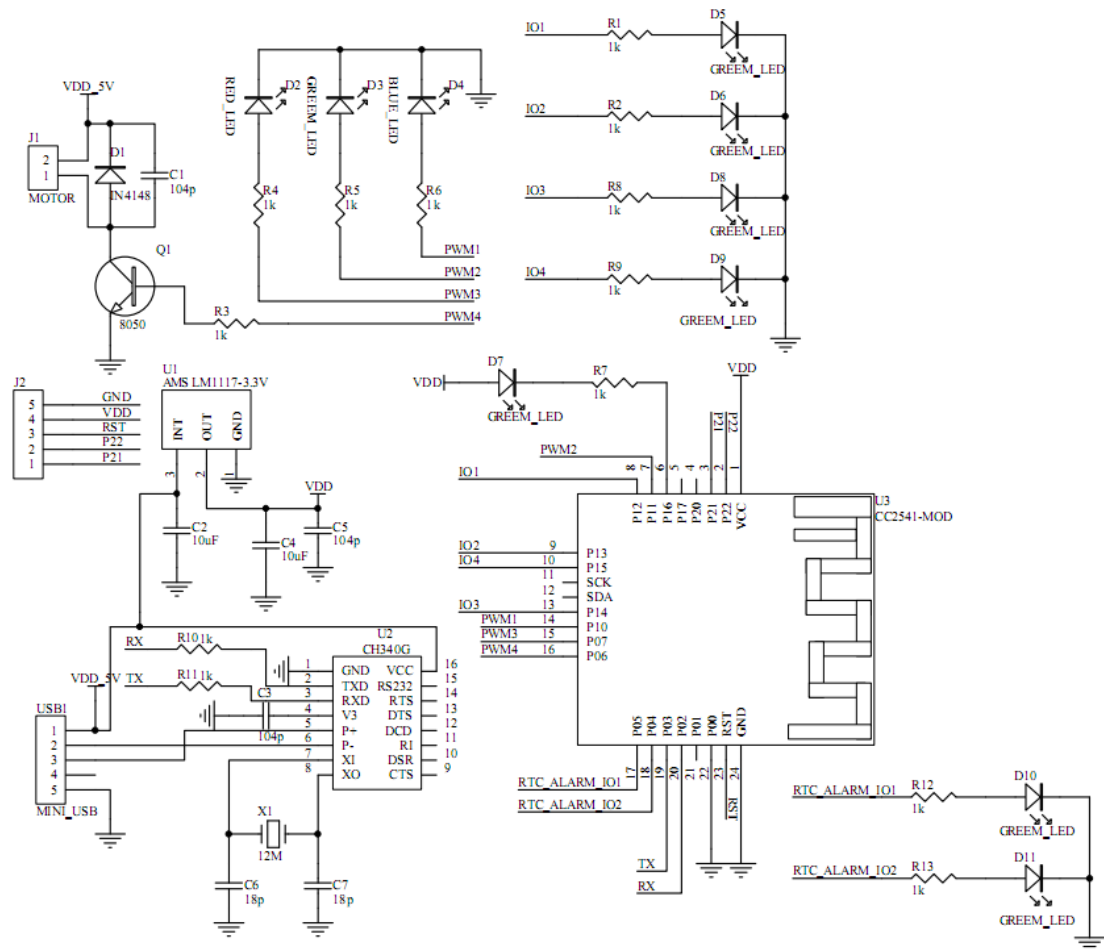 VDD_5V
J1
2
1
MOTOR
D1
IN4148
C1
104p
Q1
8050
RED_LED
D2
GREEM_LED
D3
BLUE_LED
D4
R4
1k
R5
1k
R6
1k
PWM1
PWM2
PWM3
R3
1k
PWM4
IO1
R1
1k
D5
GREEM_LED
IO2
R2
1k
D6
GREEM_LED
IO3
R8
1k
D8
GREEM_LED
IO4
R9
1k
D9
GREEM_LED
J2
5 GND
4 VDD
3 RST
2 P22
1 P21
U1
AMS LM1117-3.3V
INT OUT GND
3 2 1
C2
10uF
C4
10uF
VDD
C5
104p
VDD
D7
GREEM_LED
R7
1k
VDD
P21 P22
PWM2
IO1
8 7 6 5 4 3 2 1
P12 P11 P16 P17 P20 P21 P22 VCC
U3
CC2541-MOD
IO2 9 P13
IO4 10 P15
11 SCK
12 SDA
IO3 13 P14
PWM1 14 P10
PWM3 15 P07
PWM4 16 P06
P05 P04 P03 P02 P01 P00 RST GND
17 18 19 20 21 22 23 24
RTC_ALARM_IO1
RTC_ALARM_IO2
RST
TX
RX
RX R10 1k
TX R11 1k
C3
104p
U2
CH340G
1 GND VCC 16
2 TXD RS232 15
3 RXD RTS 14
4 V3 DTS 13
5 P+ DCD 12
6 P- RI 11
7 XI DSR 10
8 XO CTS 9
VDD_5V
USB1
1
2
3
4
5
MINI_USB
X1
12M
C6
18p
C7
18p
RTC_ALARM_IO1
R12
1k
D10
GREEM_LED
RTC_ALARM_IO2
R13
1k
D11
GREEM_LED